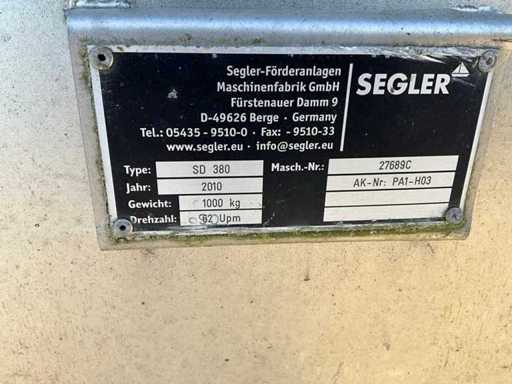 Segler-Förderanlagen
Maschinenfabrik GmbH
Fürstenauer Damm 9
D-49626 Berge - Germany
Tel.: 05435 - 9510-0 • Fax: - 9510-33
www.segler.eu • info@segler.eu
SEGLER
Type: SD 380
Jahr: 2010
Gewicht: 1000 kg
Drehzahl: 62 Upm
Masch.-Nr.: 27689C
AK-Nr: PA1-H03